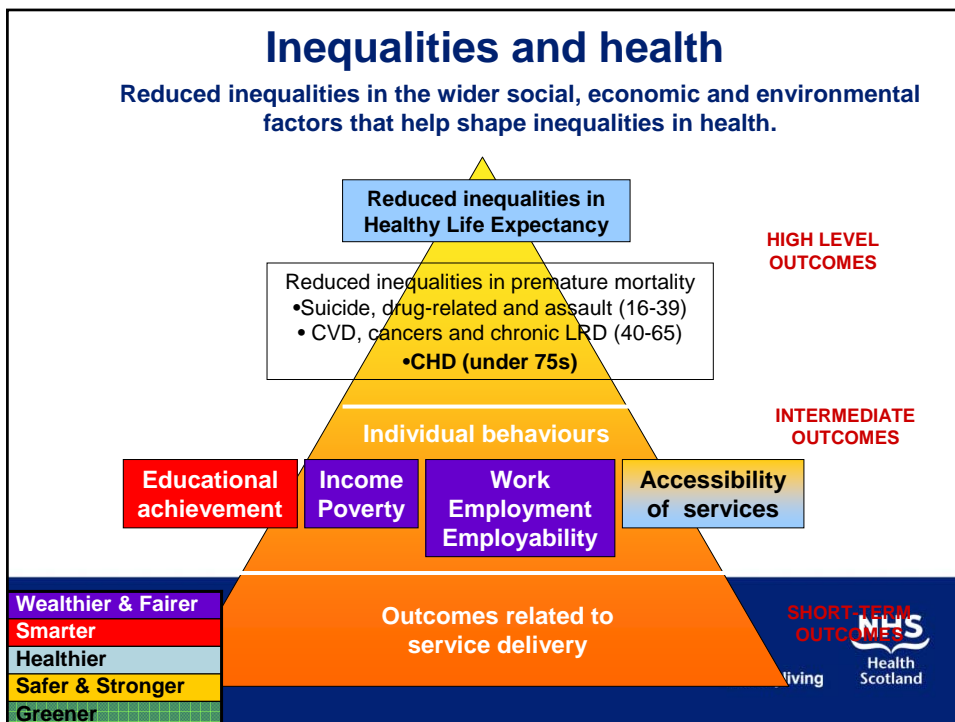 Inequalities and health
Reduced inequalities in the wider social, economic and environmental
factors that help shape inequalities in health.
Reduced inequalities in
Healthy Life Expectancy
HIGH LEVEL
OUTCOMES
Reduced inequalities in premature mortality
•Suicide, drug-related and assault (16-39)
• CVD, cancers and chronic LRD (40-65)
•CHD (under 75s)
INTERMEDIATE
OUTCOMES
Individual behaviours
Educational
achievement
Income
Poverty
Work
Employment
Employability
Accessibility
of services
Outcomes related to
service delivery
SHORT-TERM
OUTCOMES
Wealthier & Fairer
Smarter
Healthier
Safer & Stronger
Greener
living
NHS
Health
Scotland